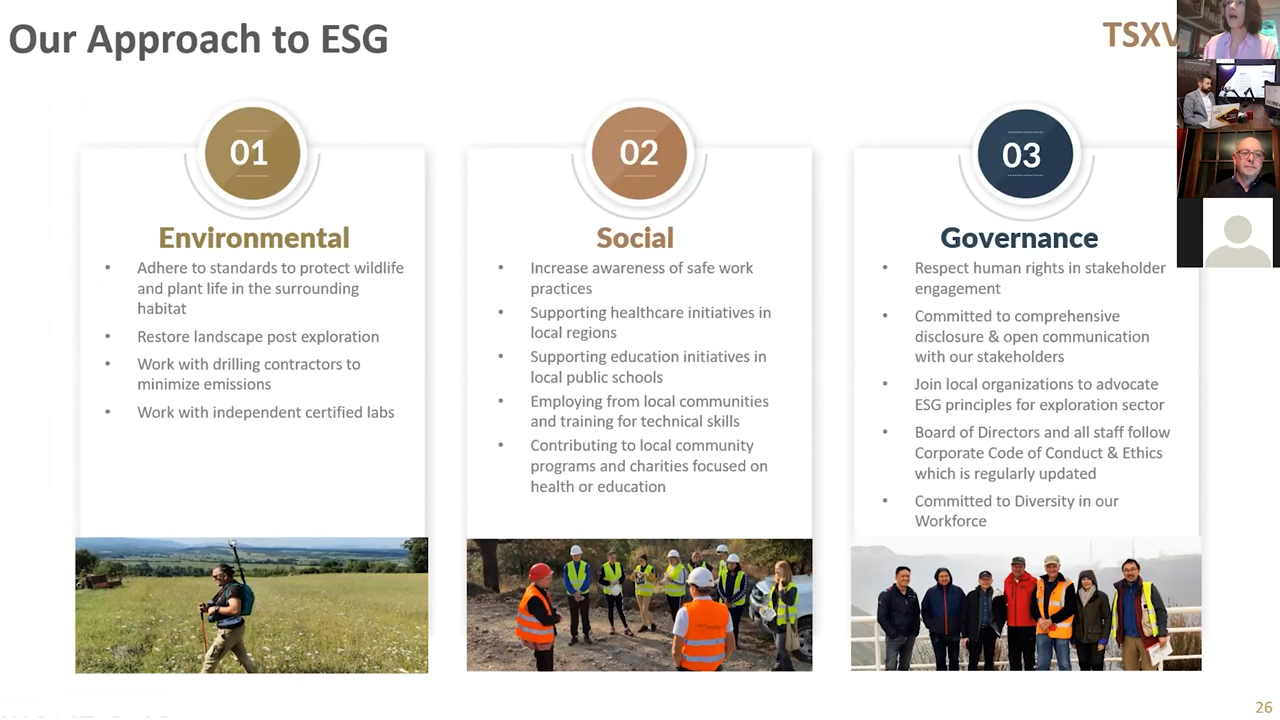 Our Approach to ESG
TSXV
01
Environmental
• Adhere to standards to protect wildlife
and plant life in the surrounding
habitat
• Restore landscape post exploration
• Work with drilling contractors to
minimize emissions
• Work with independent certified labs
02
Social
• Increase awareness of safe work
practices
• Supporting healthcare initiatives in
local regions
• Supporting education initiatives in
local public schools
• Employing from local communities
and training for technical skills
• Contributing to local community
programs and charities focused on
health or education
03
Governance
• Respect human rights in stakeholder
engagement
• Committed to comprehensive
disclosure & open communication
with our stakeholders
• Join local organizations to advocate
ESG principles for exploration sector
• Board of Directors and all staff follow
Corporate Code of Conduct & Ethics
which is regularly updated
• Committed to Diversity in our
Workforce
26